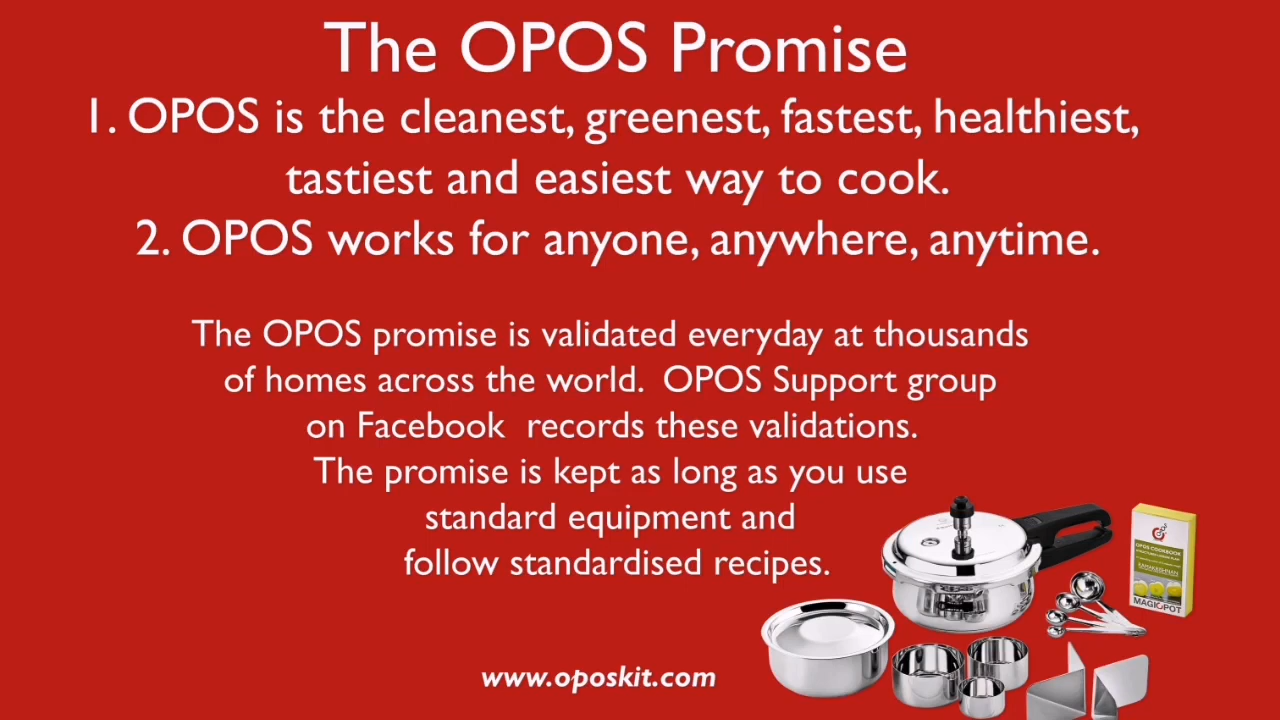 The OPOS Promise
1. OPOS is the cleanest, greenest, fastest, healthiest,
tastiest and easiest way to cook.
2. OPOS works for anyone, anywhere, anytime.
The OPOS promise is validated everyday at thousands
of homes across the world. OPOS Support group
on Facebook records these validations.
The promise is kept as long as you use
standard equipment and
follow standardised recipes.
OPOS COOKBOOK
RAMAKRISHNAN
MAGICPOT
www.oposkit.com